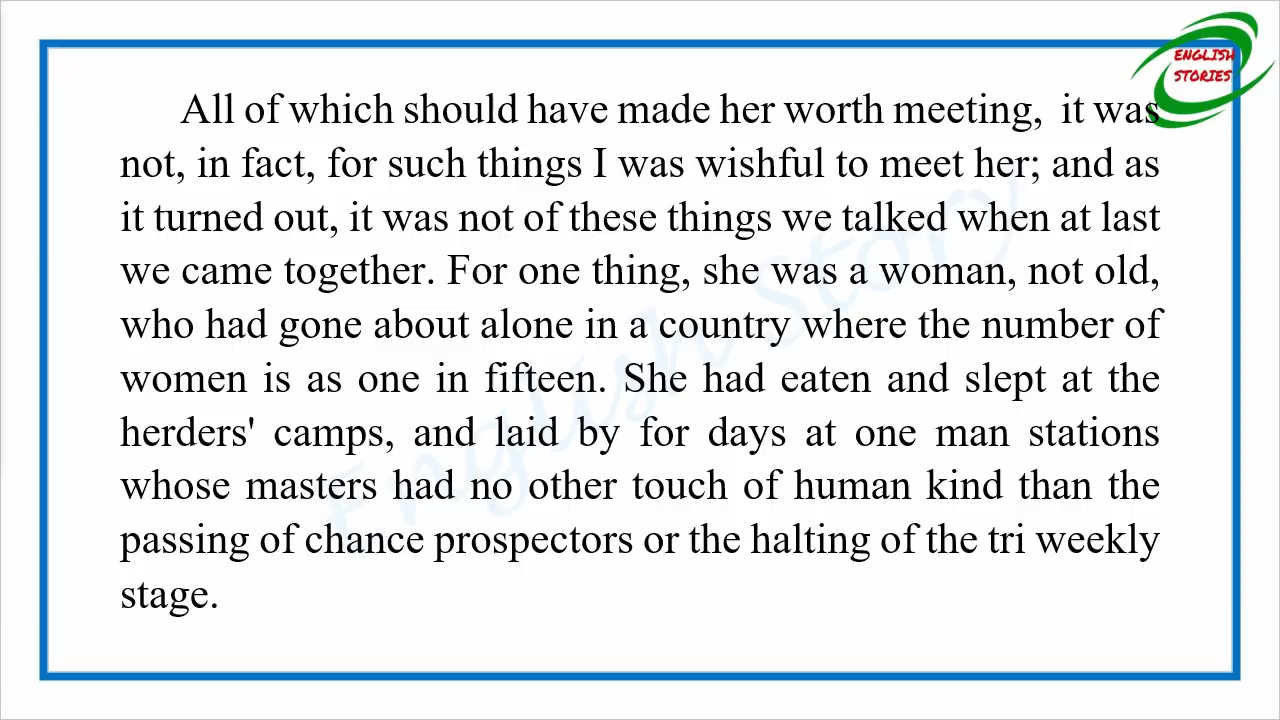 ENGLISH
STORIES
All of which should have made her worth meeting, it was
not, in fact, for such things I was wishful to meet her; and as
it turned out, it was not of these things we talked when at last
we came together. For one thing, she was a woman, not old,
who had gone about alone in a country where the number of
women is as one in fifteen. She had eaten and slept at the
herders' camps, and laid by for days at one man stations
whose masters had no other touch of human kind than the
passing of chance prospectors or the halting of the tri weekly
stage.
English Story